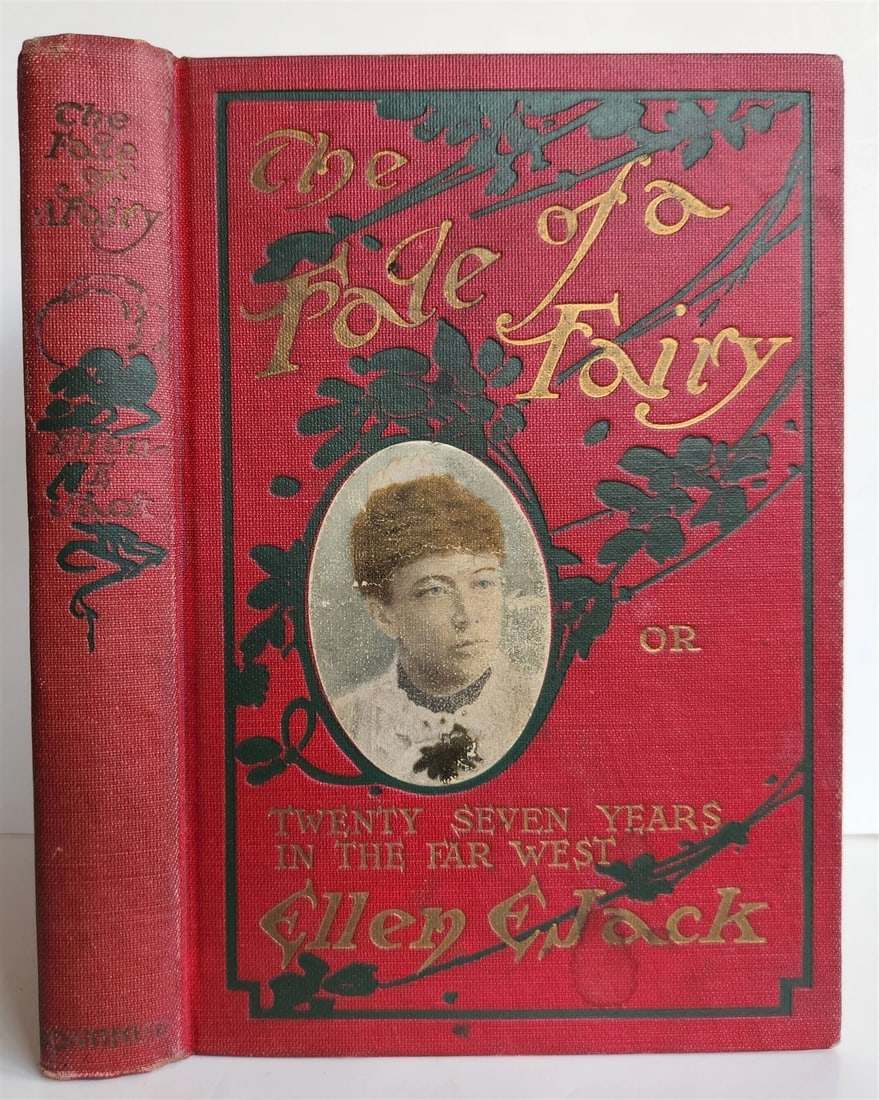 The
Fate
of
A Fairy
Ellen
E
Jack
The
Fate of a
Fairy
OR
TWENTY SEVEN YEARS
IN THE FAR WEST
Ellen E Jack